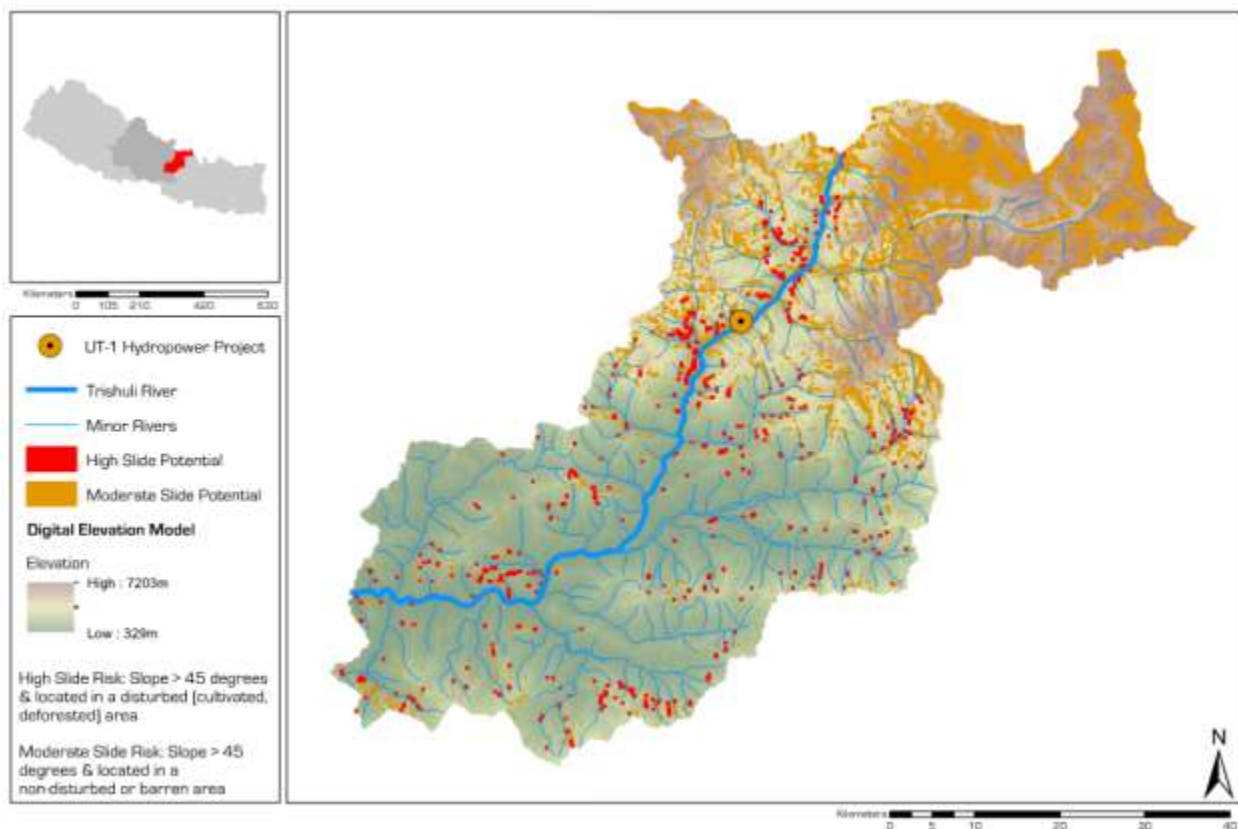 Kilometers
0 105 210 420 630
UT-1 Hydropower Project
Trishuli River
Minor Rivers
High Slide Potential
Moderate Slide Potential
Digital Elevation Model
Elevation
High : 7203m
Low : 329m
High Slide Risk: Slope > 45 degrees
& located in a disturbed (cultivated,
deforested) area
Moderate Slide Risk: Slope > 45
degrees & located in a
non-disturbed or barren area
N
Kilometers
0 5 10 20 30 40